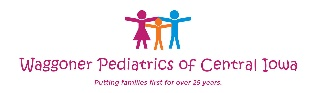 Waggoner Pediatrics of Central Iowa
Putting families first for over 25 years.